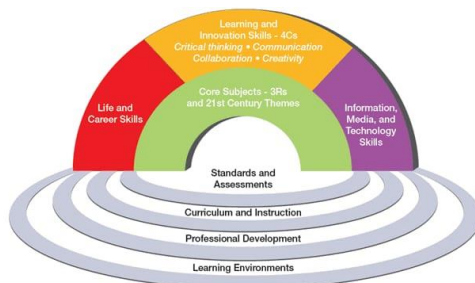 Learning and
Innovation Skills - 4Cs
Critical thinking • Communication
Collaboration • Creativity
Core Subjects - 3Rs
and 21st Century Themes
Life and
Career Skills
Information,
Media, and
Technology
Skills
Standards and
Assessments
Curriculum and Instruction
Professional Development
Learning Environments